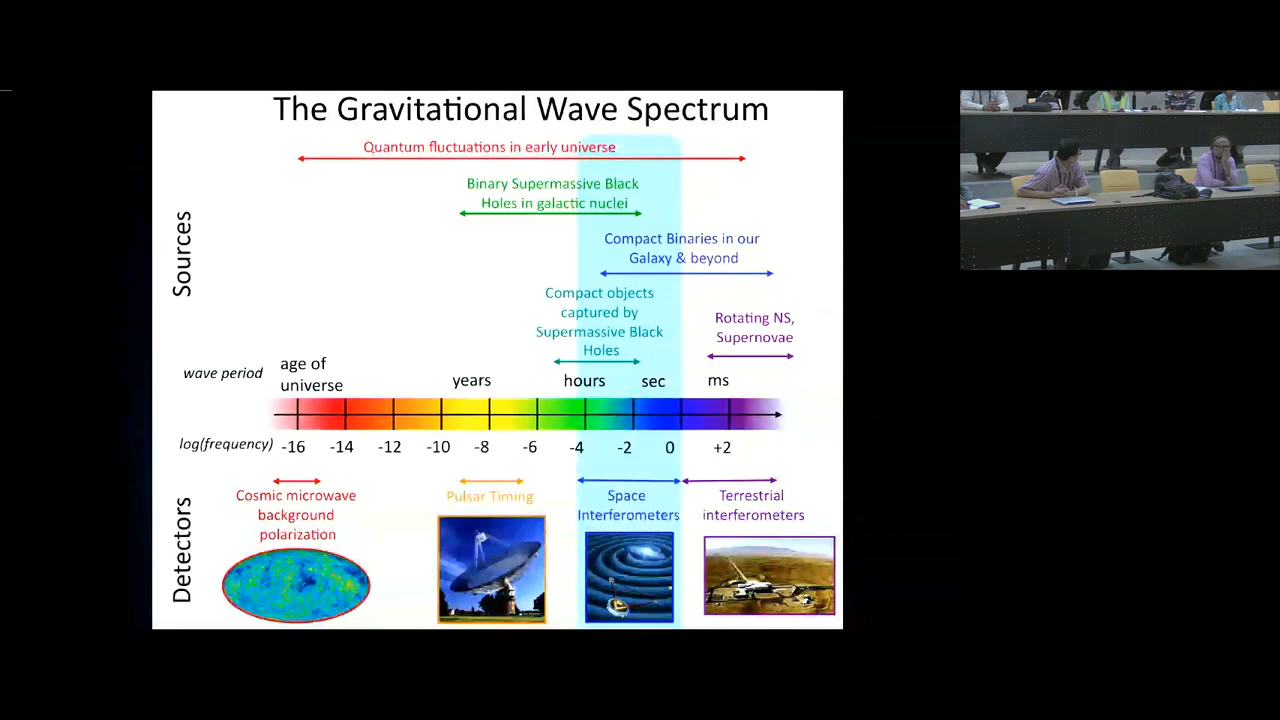 The Gravitational Wave Spectrum
Quantum fluctuations in early universe
Binary Supermassive Black
Holes in galactic nuclei
Compact Binaries in our
Galaxy & beyond
Compact objects
captured by
Supermassive Black
Holes
Rotating NS,
Supernovae
Sources
wave period
age of
universe
years
hours
sec
ms
log(frequency) -16 -14 -12 -10 -8 -6 -4 -2 0 +2
Detectors
Cosmic microwave
background
polarization
Pulsar Timing
Space
Interferometers
Terrestrial
interferometers